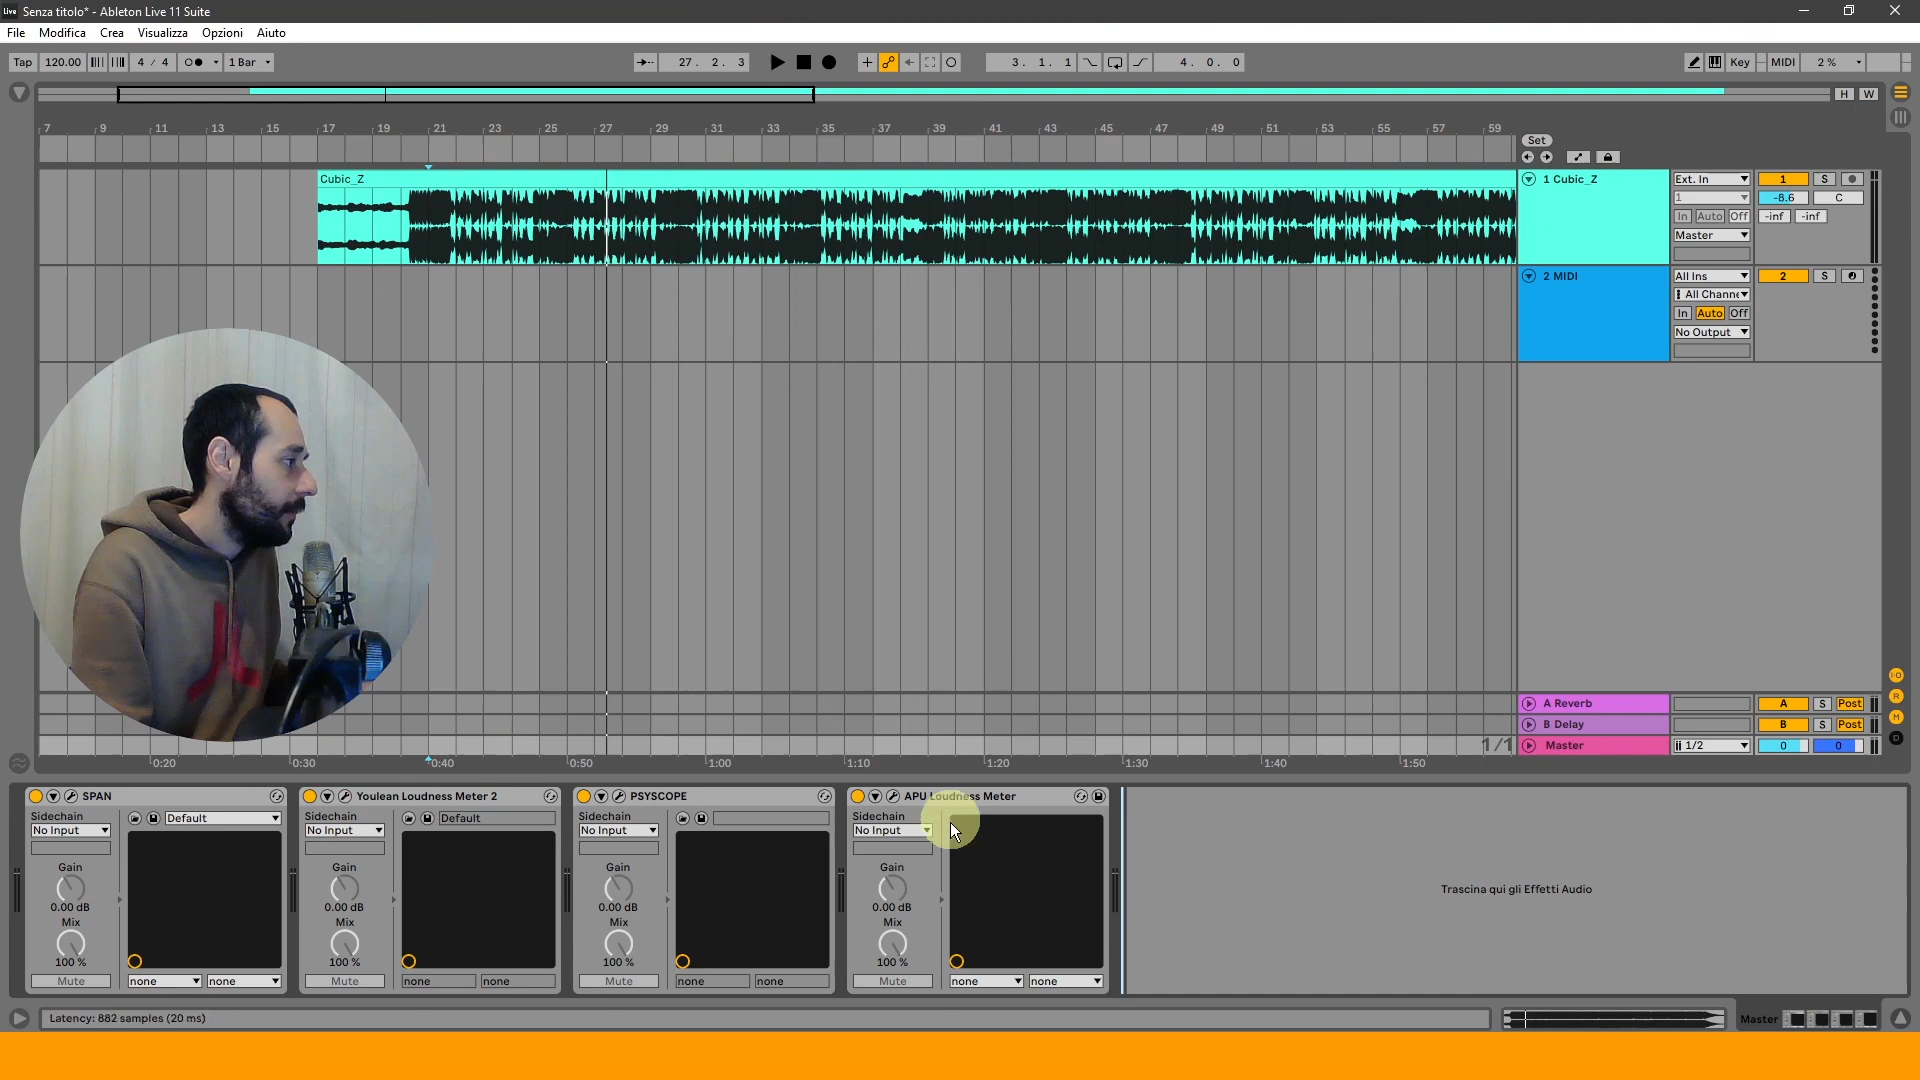 Live Senza titolo* - Ableton Live 11 Suite
File Modifica Crea Visualizza Opzioni Aiuto
Tap 120.00 4 / 4 1 Bar 27. 2. 3 3. 1. 1 4. 0. 0 Key MIDI 2 %
H W
7 9 11 13 15 17 19 21 23 25 27 29 31 33 35 37 39 41 43 45 47 49 51 53 55 57 59
Set
Cubic_Z 1 Cubic_Z Ext. In 1 S
1 -8.6 C
In Auto Off -inf -inf
Master
2 MIDI All Ins 2 S
All Channe
In Auto Off
No Output
A Reverb A S Post
B Delay B S Post
1/1 Master 1/2 0 0
0:20 0:30 0:40 0:50 1:00 1:10 1:20 1:30 1:40 1:50
I·O
R
M
D
SPAN Youlean Loudness Meter 2 PSYSCOPE APU Loudness Meter
Sidechain Default Sidechain Default Sidechain Sidechain
No Input No Input No Input No Input
Gain Gain Gain Gain
0.00 dB 0.00 dB 0.00 dB 0.00 dB
Mix Mix Mix Mix
100 % 100 % 100 % 100 %
Mute none none Mute none none Mute none none Mute none none
Trascina qui gli Effetti Audio
Latency: 882 samples (20 ms) Master